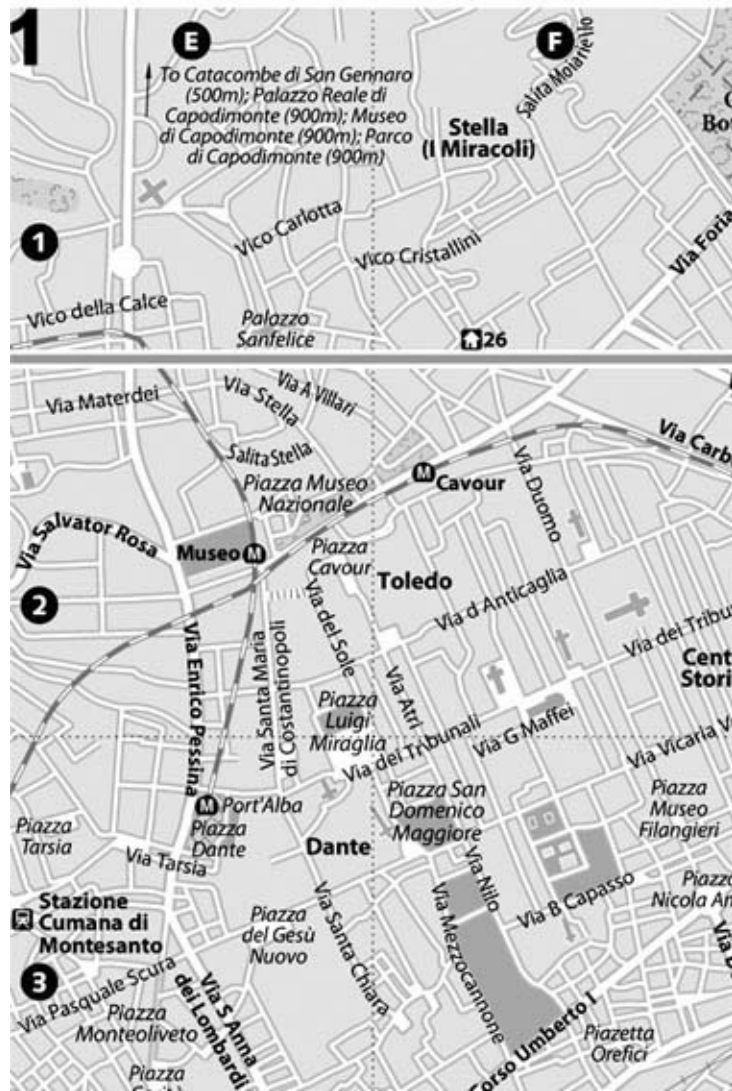 1
E
F
To Catacombe di San Gennaro
(500m); Palazzo Reale di
Capodimonte (900m); Museo
di Capodimonte (900m); Parco
di Capodimonte (900m)
Salita Moiariello
Stella
(I Miracoli)
Bot
1
Vico Carlotta
Vico Cristallini
Via Foria
Vico della Calce
Palazzo
Sanfelice
26
Via Materdei
Via Stella
Via A Villari
Salita Stella
Via Carb
M
Cavour
Via Duomo
Piazza Museo
Nazionale
Via Salvator Rosa
Museo
M
Piazza
Cavour
Toledo
2
Via d Anticaglia
Via del Sole
Via dei Tribu
Via Enrico Pessina
Via Santa Maria
di Costantinopoli
Via Atri
Cent
Stori
Piazza
Luigi
Miraglia
Via dei Tribunali
Via G Maffei
Via Vicaria V
M
Port'Alba
Piazza
Dante
Piazza
Tarsia
Via Tarsia
Dante
Piazza San
Domenico
Maggiore
Piazza
Museo
Filangieri
Via Nilo
Via B Capasso
Piazza
Nicola Am
Stazione
Cumana di
Montesanto
Piazza
del Gesù
Nuovo
Via Santa Chiara
Via Mezzocannone
Via D
3
Via Pasquale Scura
Piazza
Monteoliveto
Via S Anna
dei Lombardi
Corso Umberto I
Piazetta
Orefici
Piazza